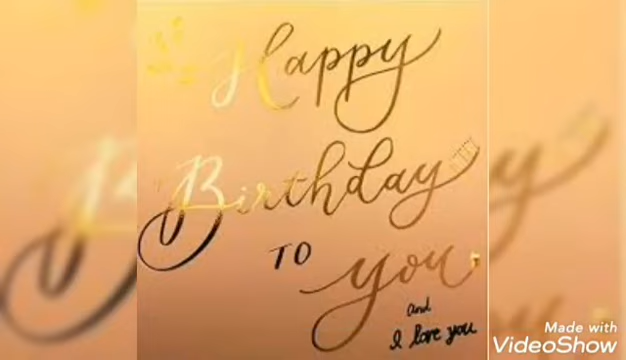 Happy
Birthday
TO
you
and
I love you
Made with
VideoShow